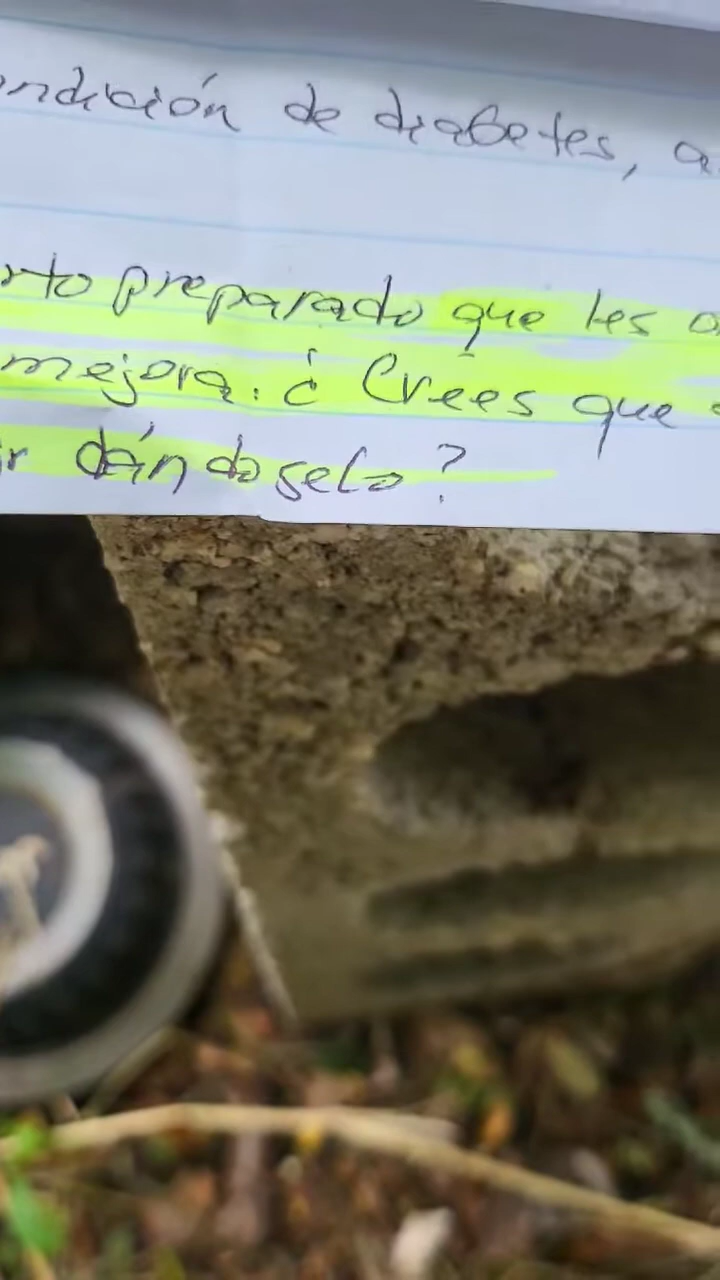 ndición de diabetes, a
rto preparado que les a
mejora. ¿ Crees que
r dándoselo?